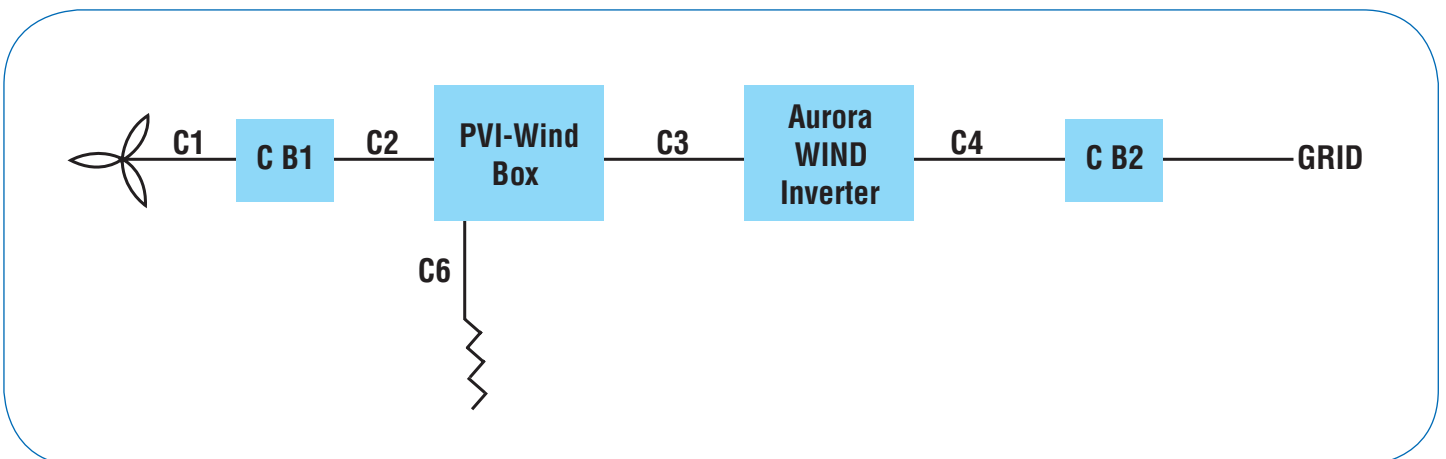 C1
C B1
C2
PVI-Wind
Box
C3
Aurora
WIND
Inverter
C4
C B2
GRID
C6